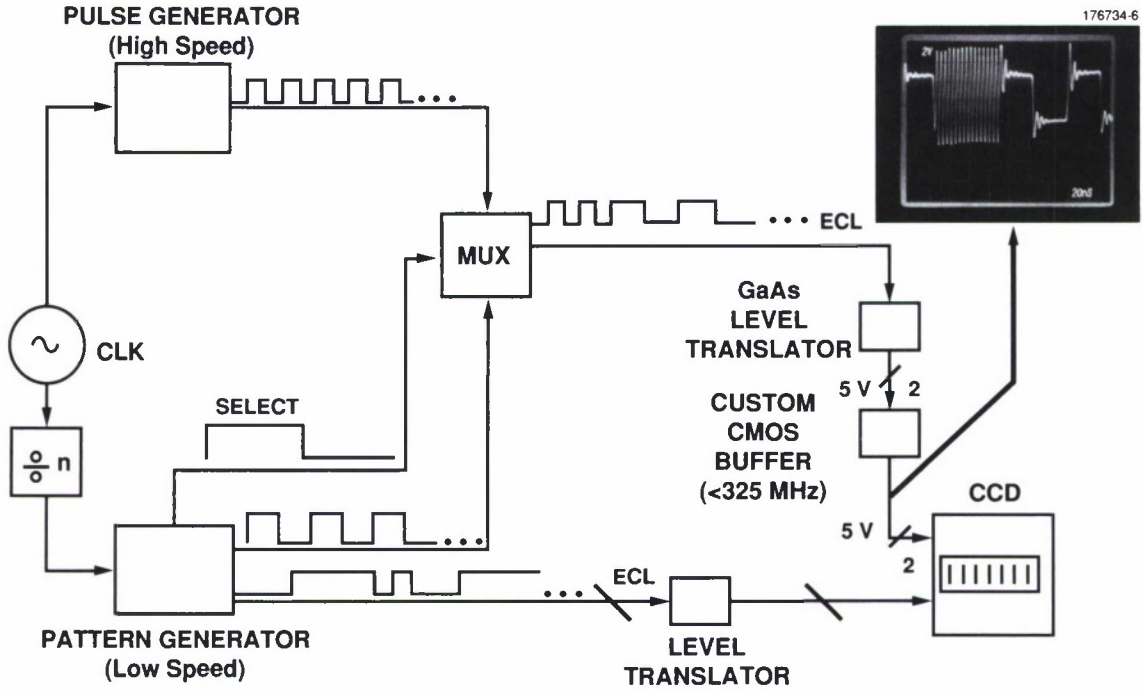 176734-6
PULSE GENERATOR
(High Speed)
2V
20nS
MUX
• • • ECL
GaAs
LEVEL
TRANSLATOR
CLK
5 V 2
SELECT
CUSTOM
CMOS
BUFFER
(<325 MHz)
÷ n
CCD
5 V
2
ECL
PATTERN GENERATOR
(Low Speed)
LEVEL
TRANSLATOR